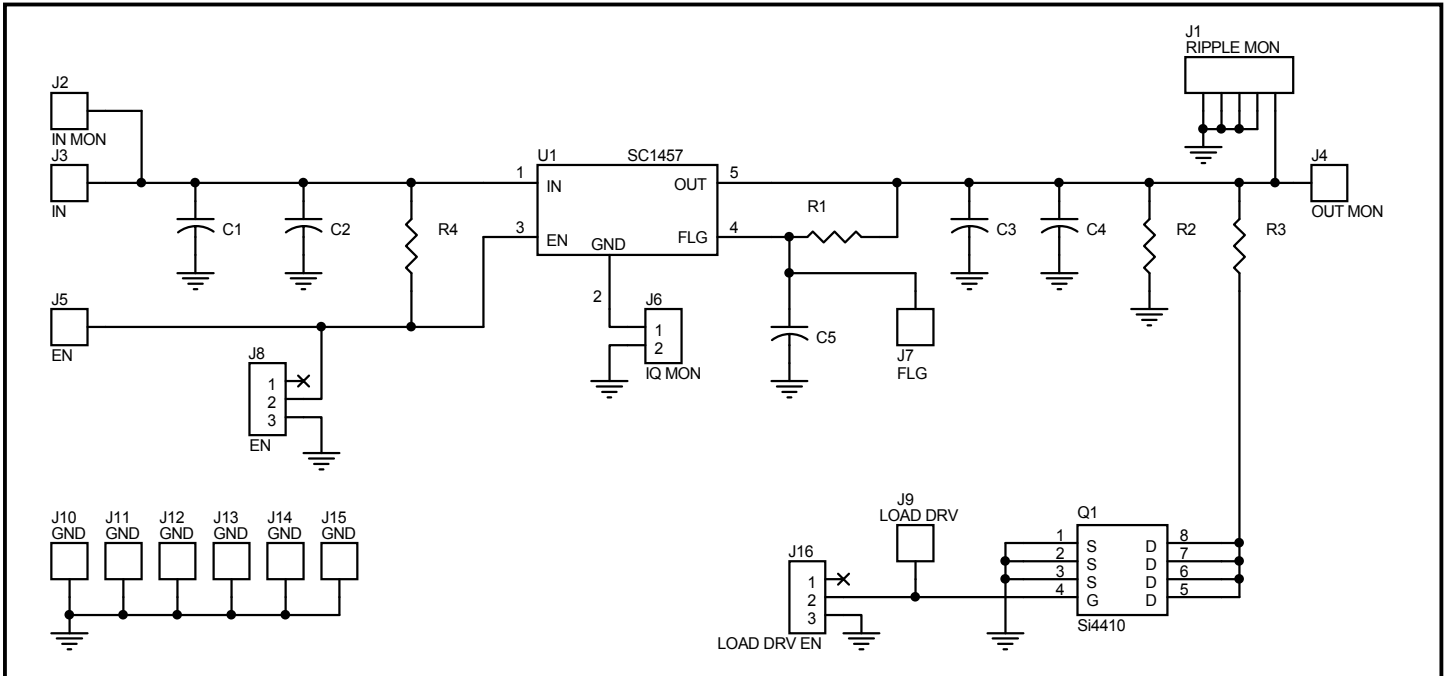 J1
RIPPLE MON
J2
IN MON
J3
IN
C1
C2
R4
U1 SC1457
1 IN
3 EN
GND
2
OUT 5
FLG 4
R1
C3
C4
R2
R3
J4
OUT MON
J5
EN
J8
1
2
3
EN
J6
1
2
IQ MON
C5
J7
FLG
J10
GND
J11
GND
J12
GND
J13
GND
J14
GND
J15
GND
J9
LOAD DRV
J16
1
2
3
LOAD DRV EN
Q1
1 S D 8
2 S D 7
3 S D 6
4 G D 5
Si4410